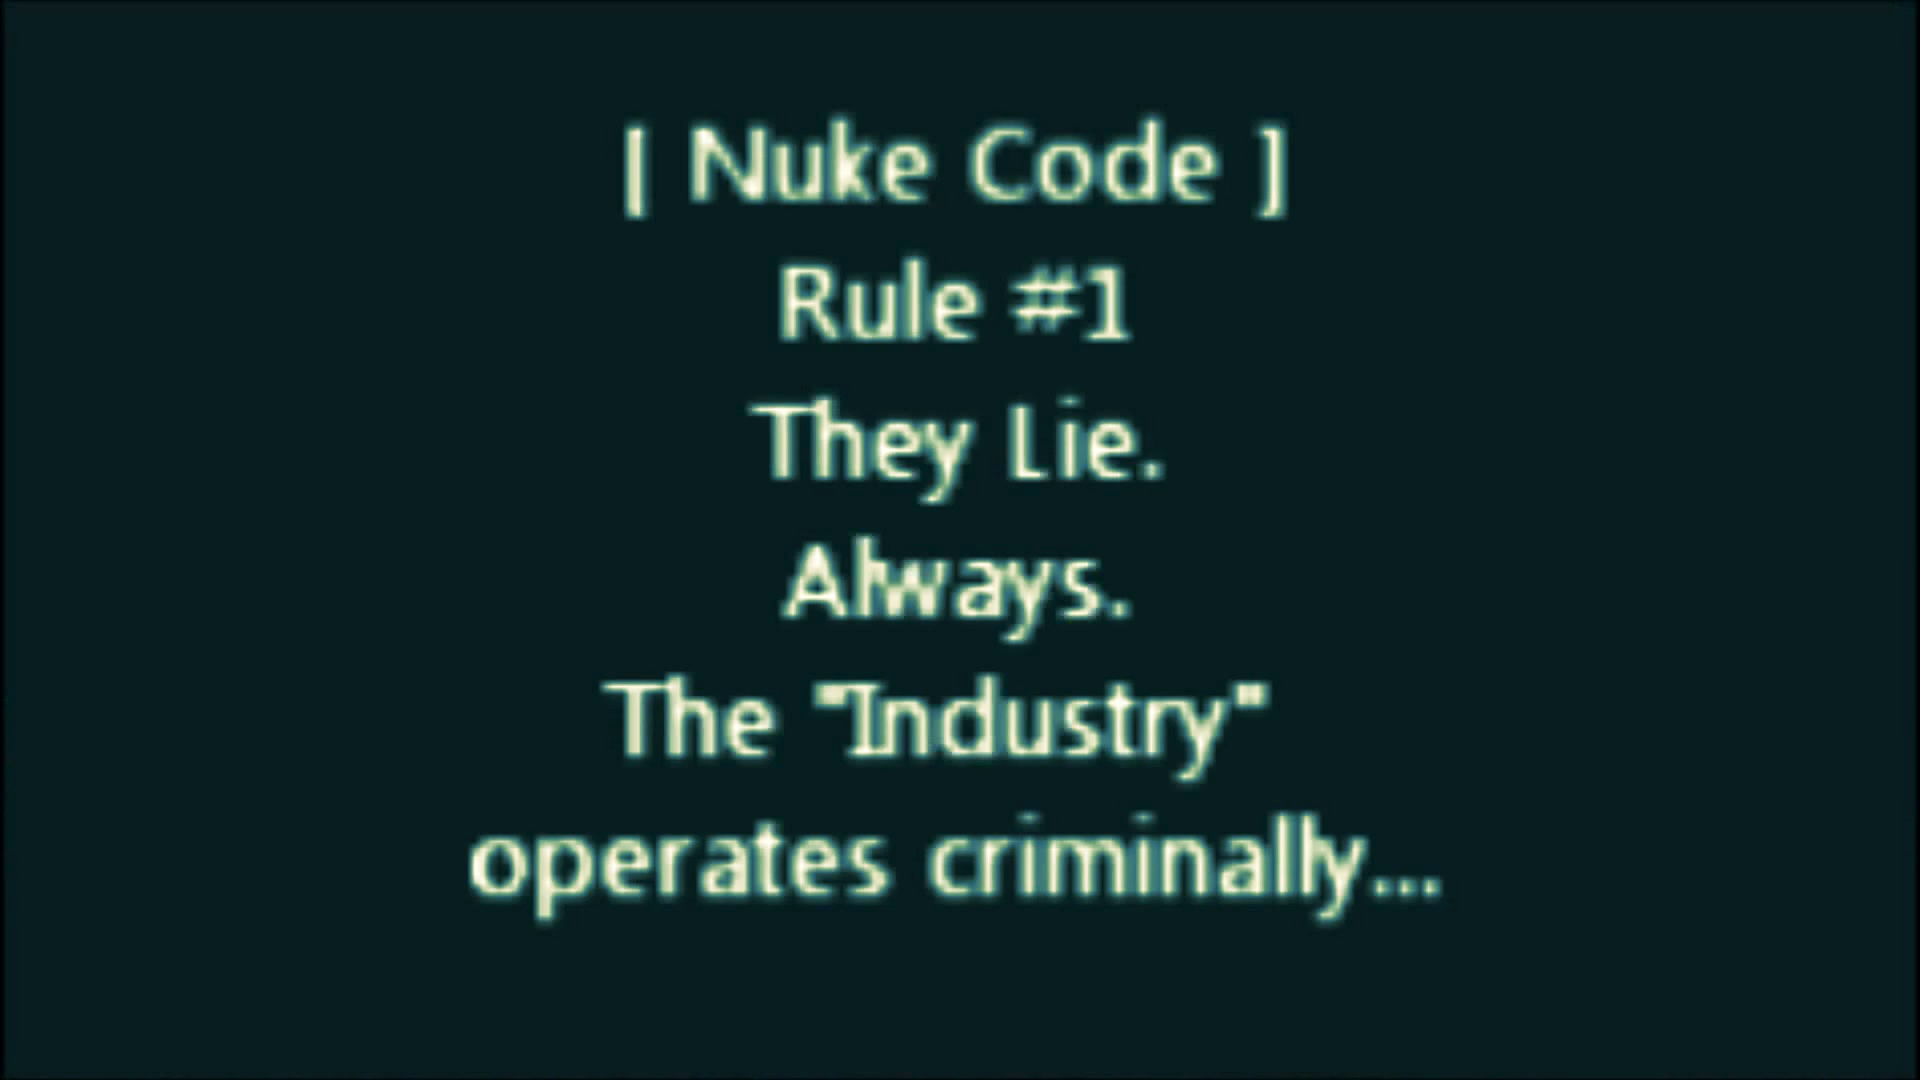 [ Nuke Code ]
Rule #1
They Lie.
Always.
The "Industry"
operates criminally...